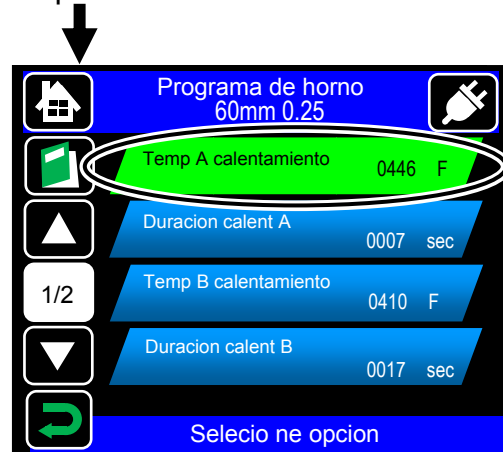 Programa de horno
60mm 0.25
Temp A calentamiento
0446 F
Duracion calent A
0007 sec
1/2
Temp B calentamiento
0410 F
Duracion calent B
0017 sec
Selecio ne opcion